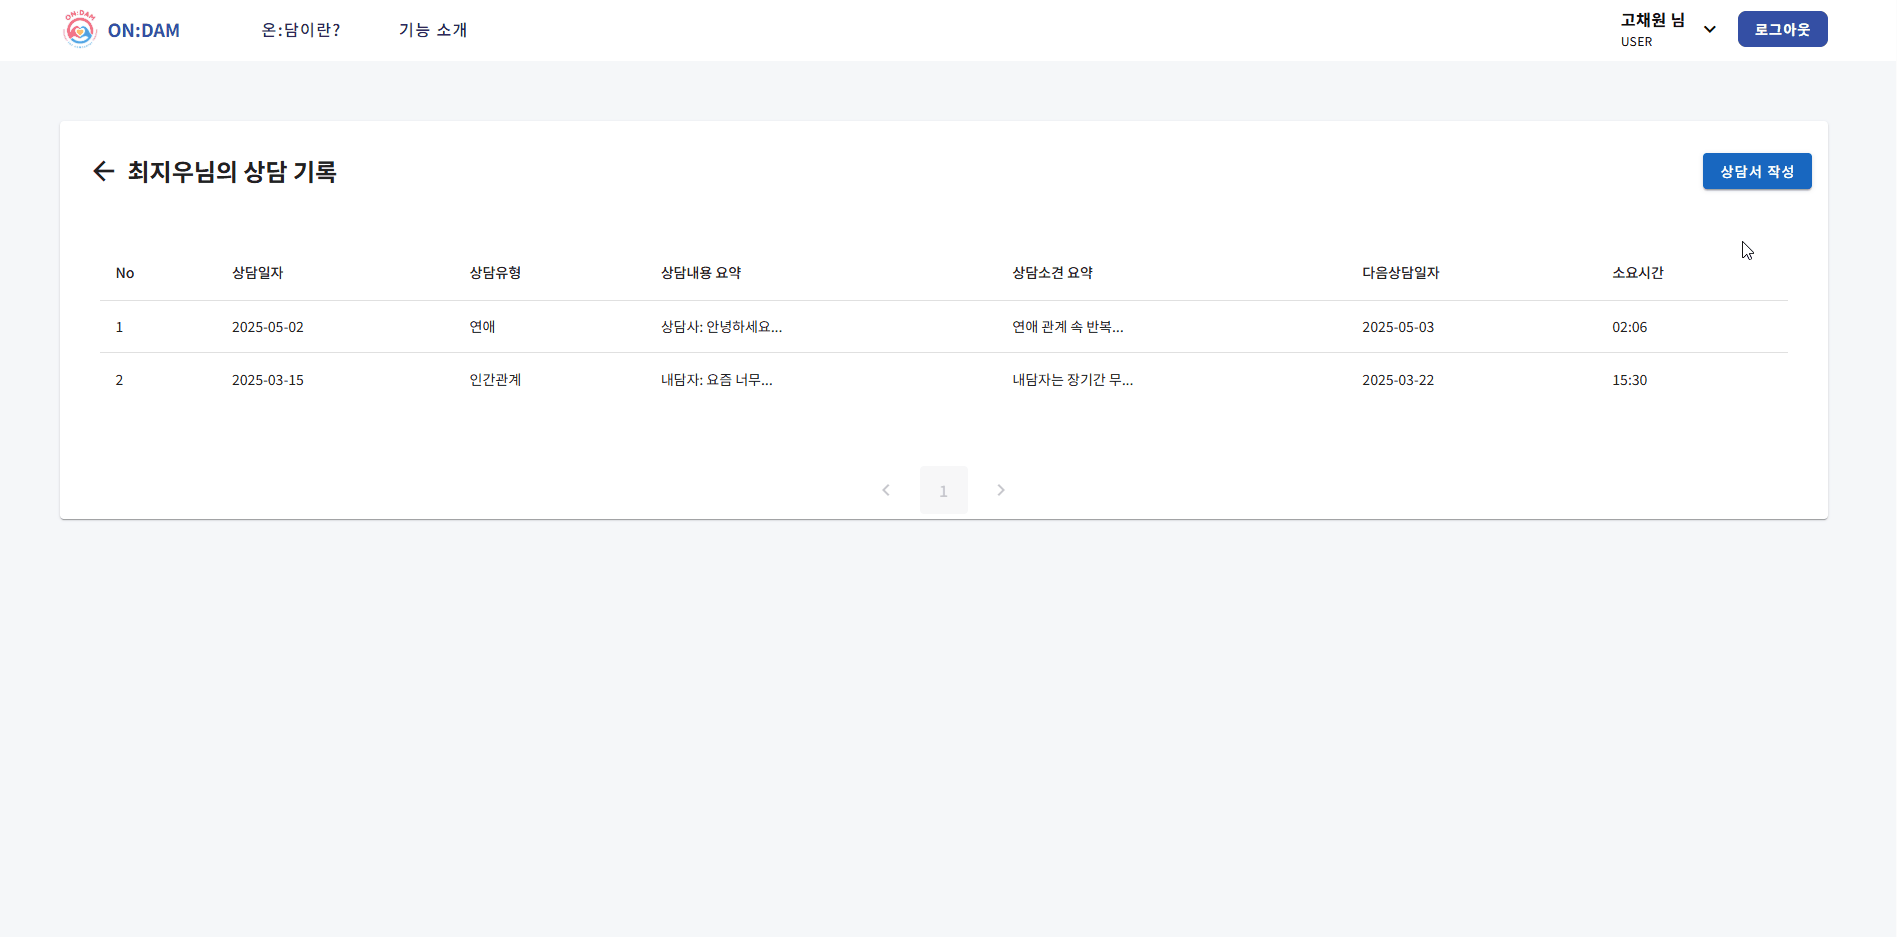 ON:DAM
ON:DAM 온:담이란? 기능 소개 고채원 님 로그아웃
USER
최지우님의 상담 기록 상담서 작성
No 상담일자 상담유형 상담내용 요약 상담소견 요약 다음상담일자 소요시간
1 2025-05-02 연애 상담사: 안녕하세요... 연애 관계 속 반복... 2025-05-03 02:06
2 2025-03-15 인간관계 내담자: 요즘 너무... 내담자는 장기간 무... 2025-03-22 15:30
1